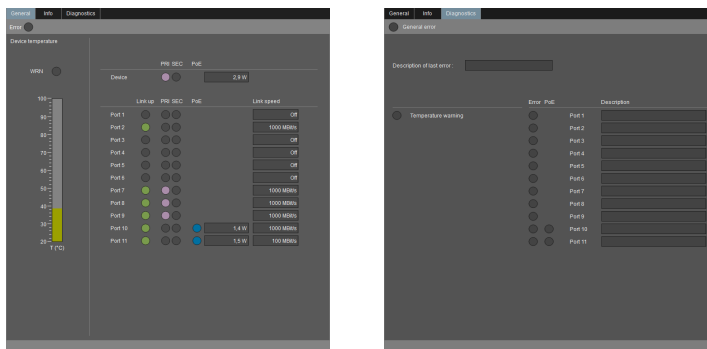 General Info Diagnostics
Error
Device temperature
WRN
PRI SEC PoE
Device 2,9 W
Link up PRI SEC PoE Link speed
Port 1 Off
Port 2 1000 MBit/s
Port 3 Off
Port 4 Off
Port 5 Off
Port 6 Off
Port 7 1000 MBit/s
Port 8 1000 MBit/s
Port 9 1000 MBit/s
Port 10 1,4 W 1000 MBit/s
Port 11 1,5 W 100 MBit/s
100
90
80
70
60
50
40
30
20
T (°C)
General Info Diagnostics
General error
Description of last error :
Error PoE Description
Temperature warning Port 1
Port 2
Port 3
Port 4
Port 5
Port 6
Port 7
Port 8
Port 9
Port 10
Port 11